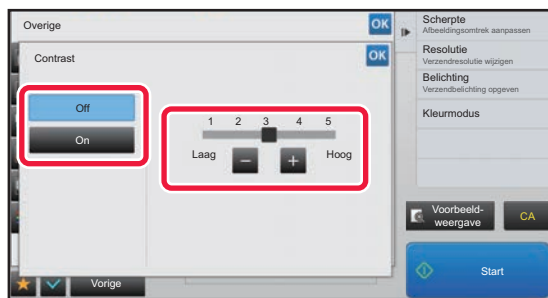 Overige
OK
Contrast
OK
Off
On
1 2 3 4 5
Laag
−
+
Hoog
Vorige
Scherpte
Afbeeldingsomtrek aanpassen
Resolutie
Verzendresolutie wijzigen
Belichting
Verzendbelichting opgeven
Kleurmodus
Voorbeeld-
weergave
CA
Start